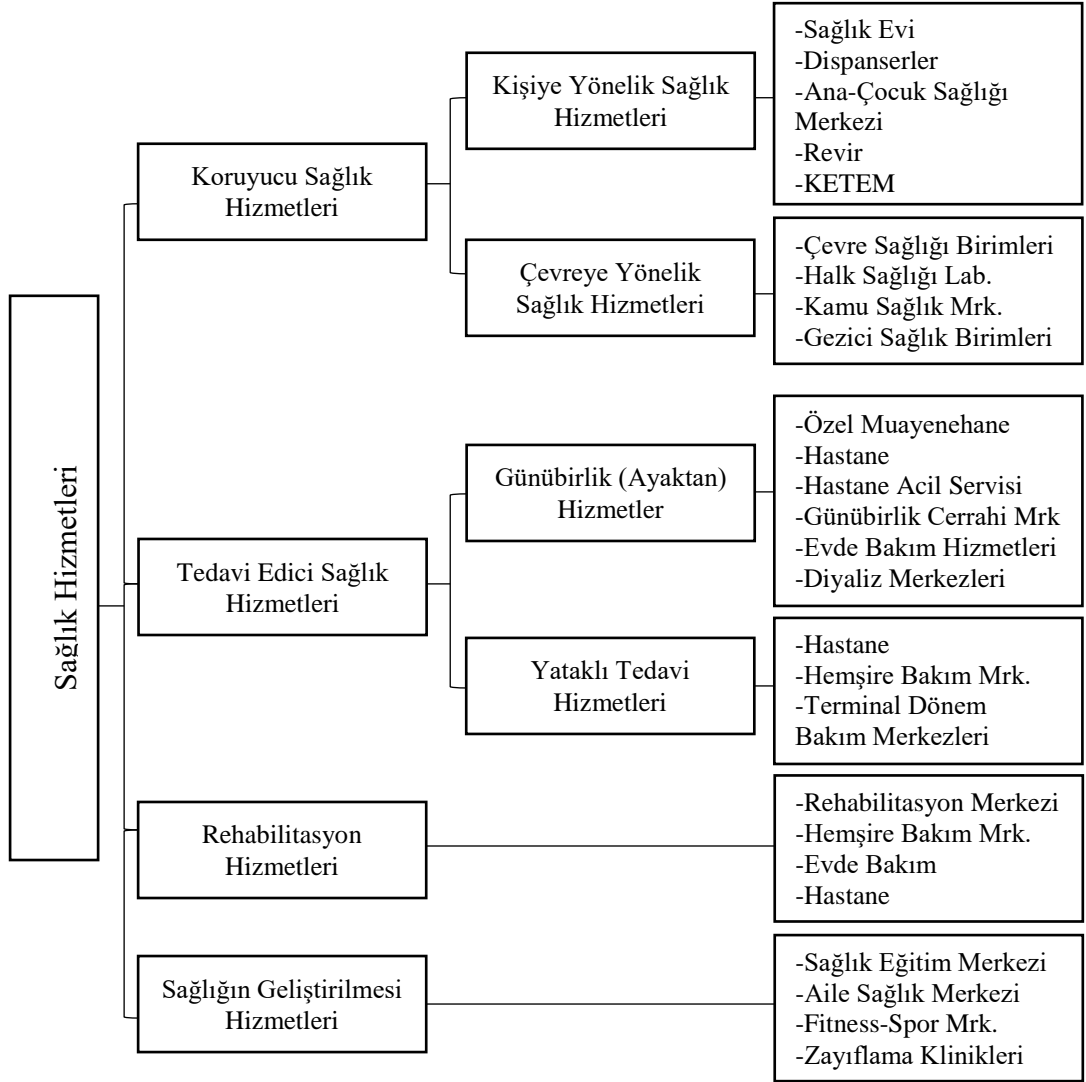 Sağlık Hizmetleri
Koruyucu Sağlık
Hizmetleri
Kişiye Yönelik Sağlık
Hizmetleri
-Sağlık Evi
-Dispanserler
-Ana-Çocuk Sağlığı
Merkezi
-Revir
-KETEM
Çevreye Yönelik
Sağlık Hizmetleri
-Çevre Sağlığı Birimleri
-Halk Sağlığı Lab.
-Kamu Sağlık Mrk.
-Gezici Sağlık Birimleri
Tedavi Edici Sağlık
Hizmetleri
Günübirlik (Ayaktan)
Hizmetler
-Özel Muayenehane
-Hastane
-Hastane Acil Servisi
-Günübirlik Cerrahi Mrk
-Evde Bakım Hizmetleri
-Diyaliz Merkezleri
Yataklı Tedavi
Hizmetleri
-Hastane
-Hemşire Bakım Mrk.
-Terminal Dönem
Bakım Merkezleri
Rehabilitasyon
Hizmetleri
-Rehabilitasyon Merkezi
-Hemşire Bakım Mrk.
-Evde Bakım
-Hastane
Sağlığın Geliştirilmesi
Hizmetleri
-Sağlık Eğitim Merkezi
-Aile Sağlık Merkezi
-Fitness-Spor Mrk.
-Zayıflama Klinikleri